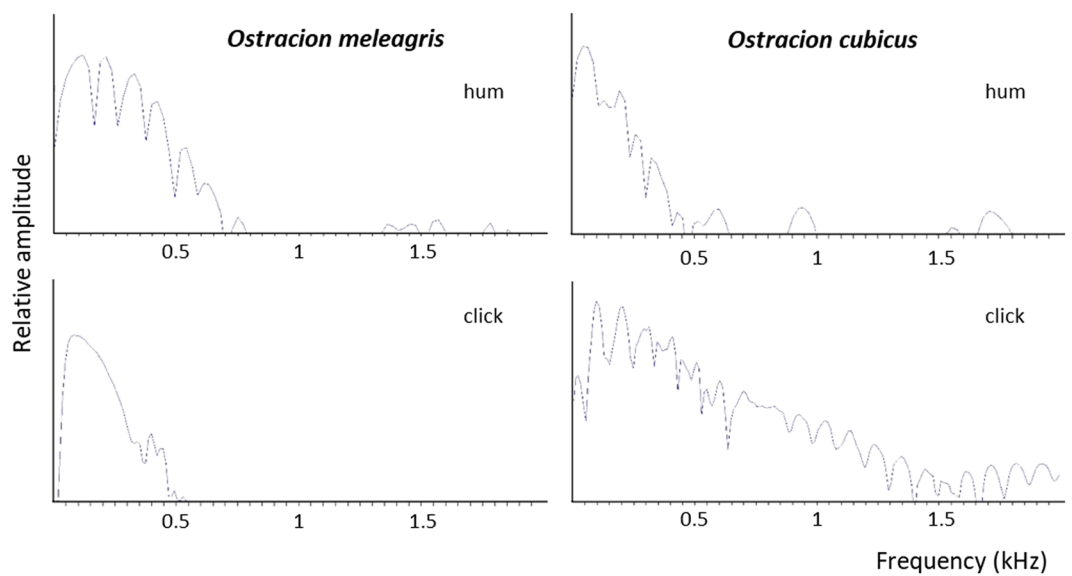 Ostracion meleagris
hum
0.5 1 1.5
Ostracion cubicus
hum
0.5 1 1.5
Relative amplitude
click
0.5 1 1.5
click
0.5 1 1.5
Frequency (kHz)